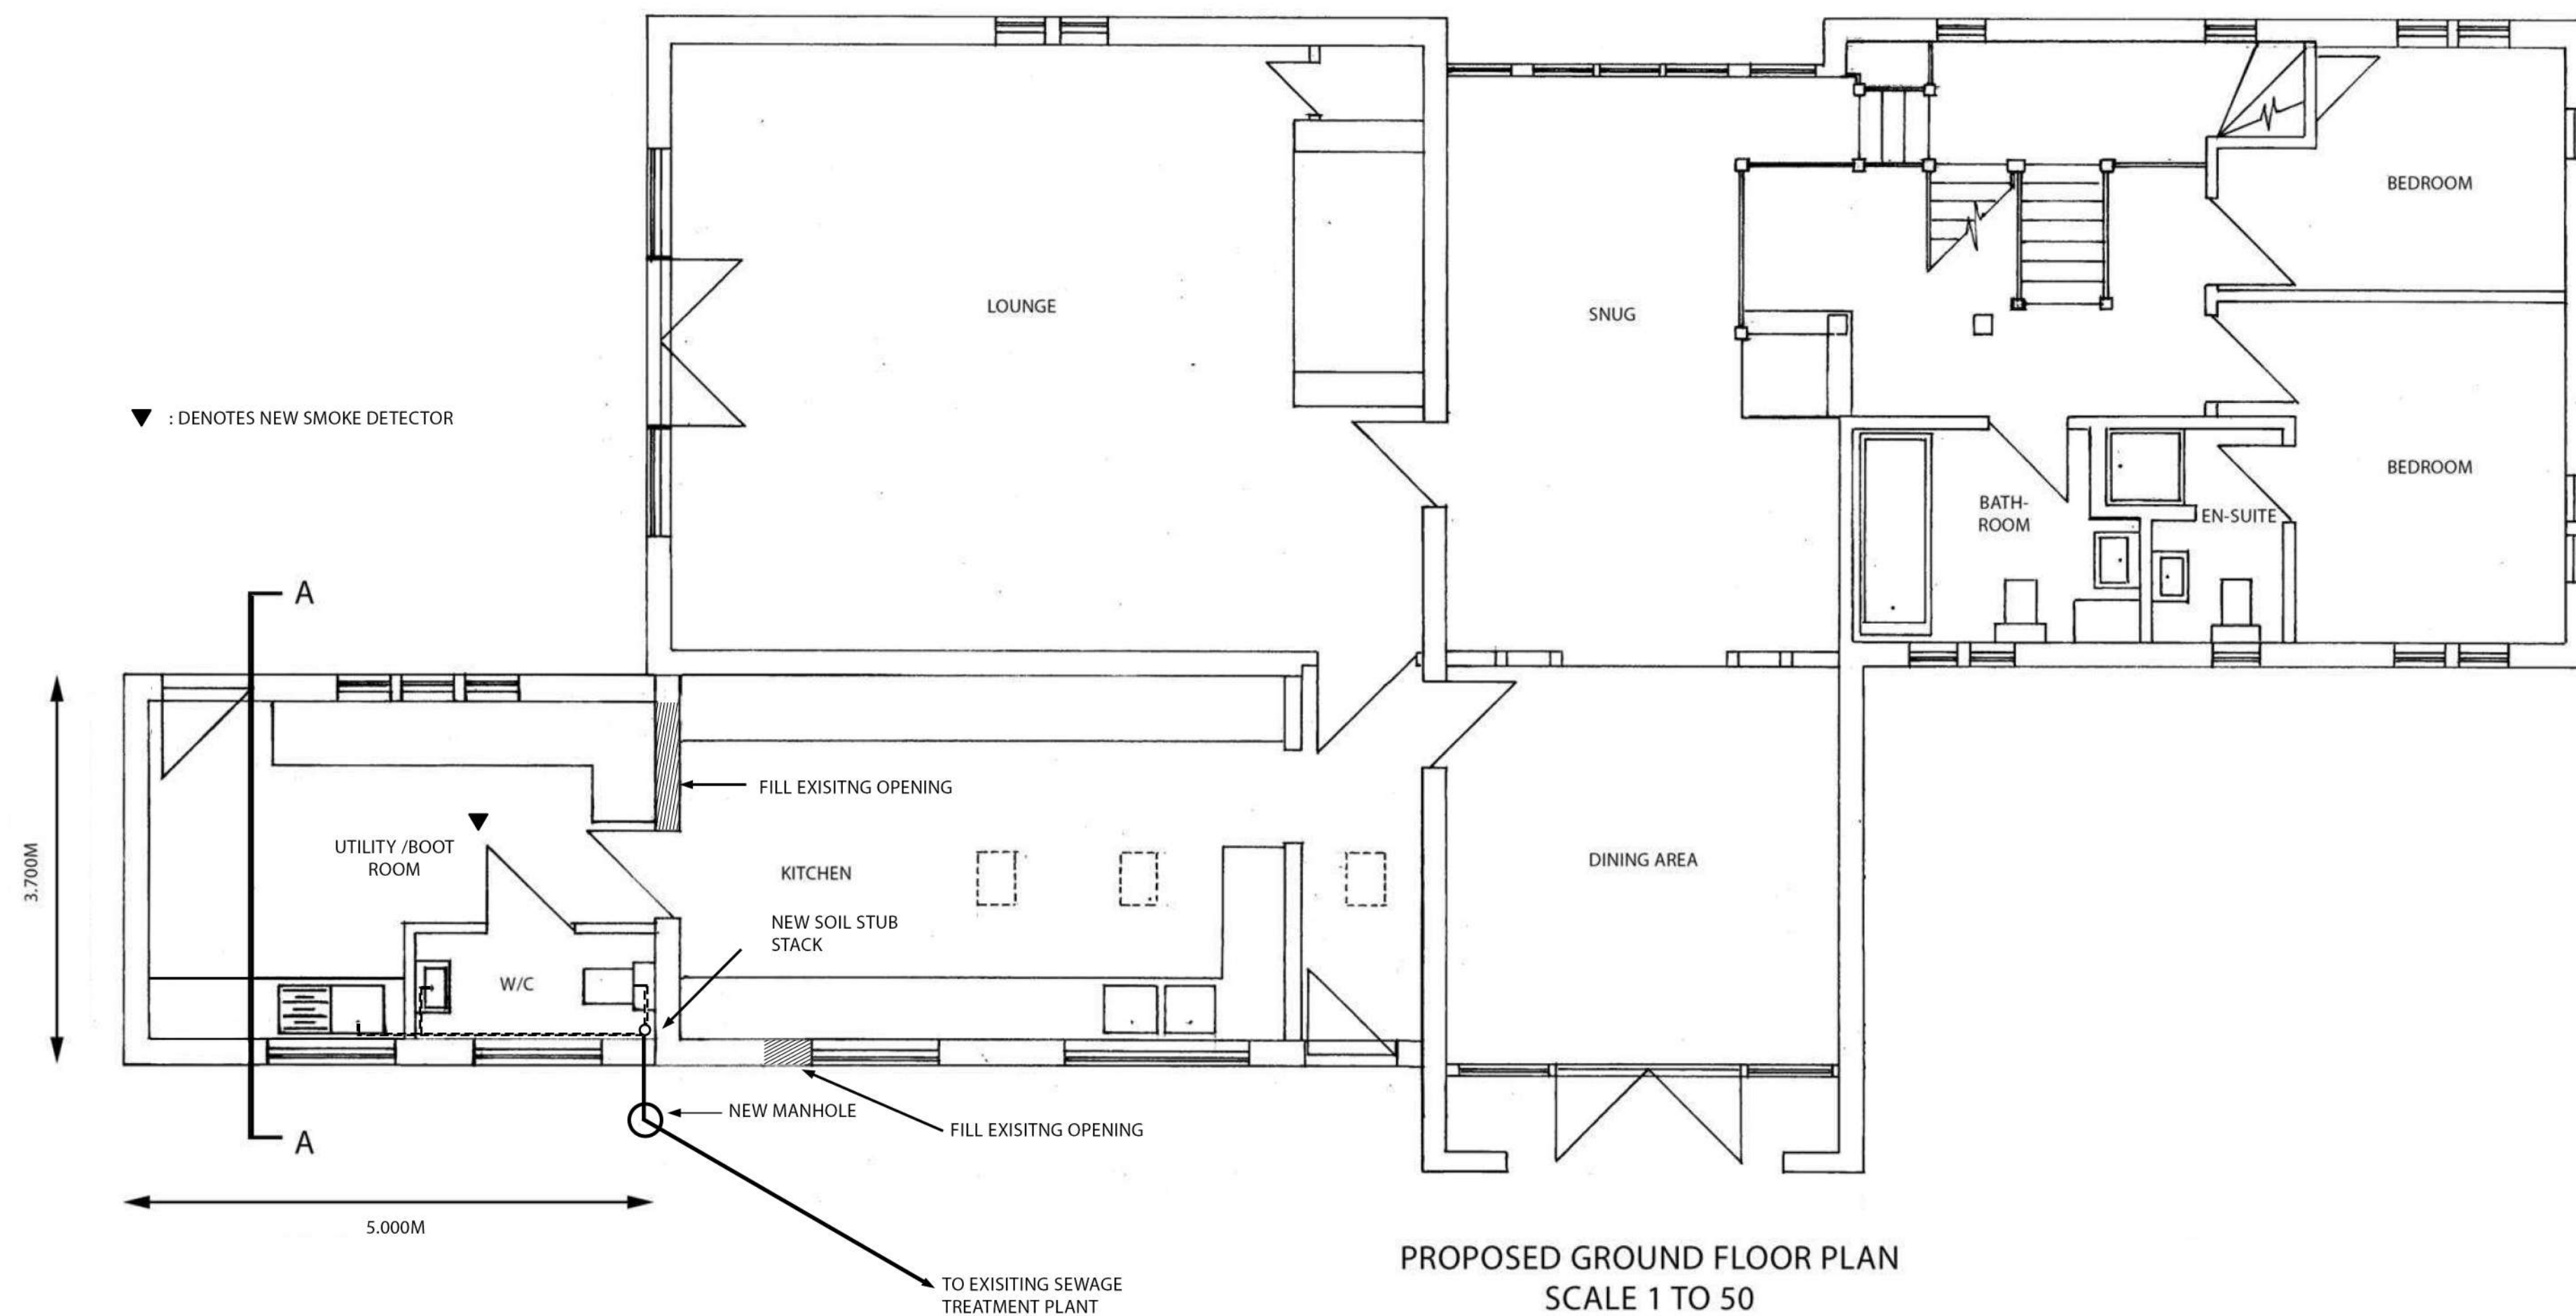 BEDROOM
LOUNGE
SNUG
: DENOTES NEW SMOKE DETECTOR
BEDROOM
BATH-
ROOM
EN-SUITE
A
FILL EXISITNG OPENING
UTILITY /BOOT
ROOM
KITCHEN
DINING AREA
3.700M
NEW SOIL STUB
STACK
W/C
NEW MANHOLE
FILL EXISITNG OPENING
A
5.000M
TO EXISITING SEWAGE
TREATMENT PLANT
PROPOSED GROUND FLOOR PLAN
SCALE 1 TO 50